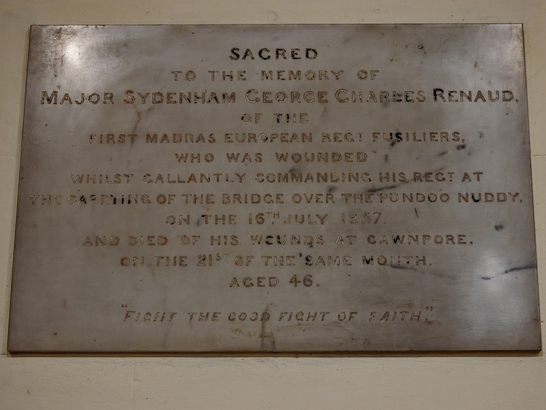 SACRED
TO THE MEMORY OF
MAJOR SYDENHAM GEORGE CHARLES RENAUD,
OF THE
FIRST MADRAS EUROPEAN REGT FUSILIERS,
WHO WAS WOUNDED
WHILST GALLANTLY COMMANDING HIS REGT AT
OF THE BRIDGE OVER THE PUNDOO NUDDY,
ON THE 16TH JULY 1857,
AND DIED OF HIS WOUNDS AT CAWNPORE,
ON THE 21ST OF THE SAME MONTH,
AGED 46.
"FIGHT THE GOOD FIGHT OF FAITH."